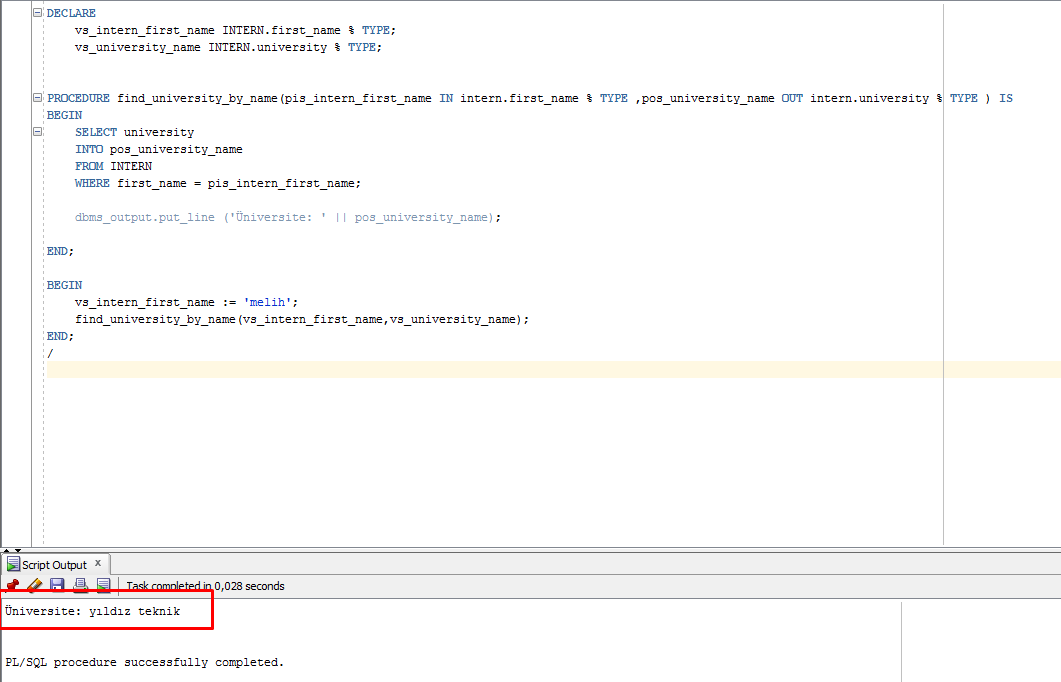 DECLARE
    vs_intern_first_name INTERN.first_name % TYPE;
    vs_university_name INTERN.university % TYPE;
PROCEDURE find_university_by_name(pis_intern_first_name IN intern.first_name % TYPE ,pos_university_name OUT intern.university % TYPE ) IS
BEGIN
    SELECT university
    INTO pos_university_name
    FROM INTERN
    WHERE first_name = pis_intern_first_name;
    dbms_output.put_line ('Üniversite: ' || pos_university_name);
END;
BEGIN
    vs_intern_first_name := 'melih';
    find_university_by_name(vs_intern_first_name,vs_university_name);
END;
/
Script Output x
Task completed in 0,028 seconds
Üniversite: yıldız teknik
PL/SQL procedure successfully completed.